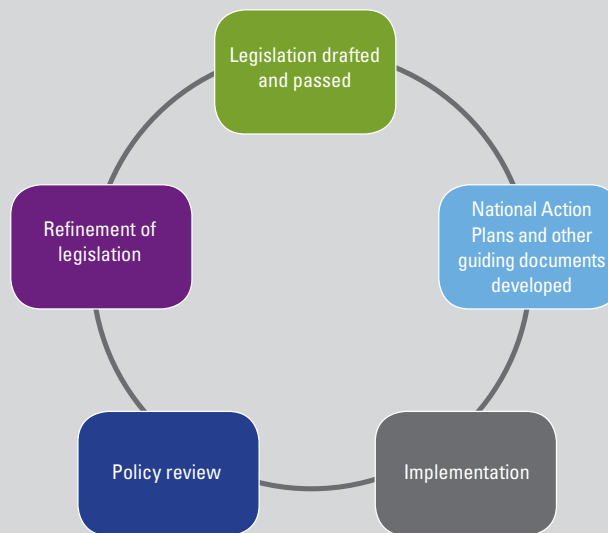 Legislation drafted
and passed
National Action
Plans and other
guiding documents
developed
Implementation
Policy review
Refinement of
legislation